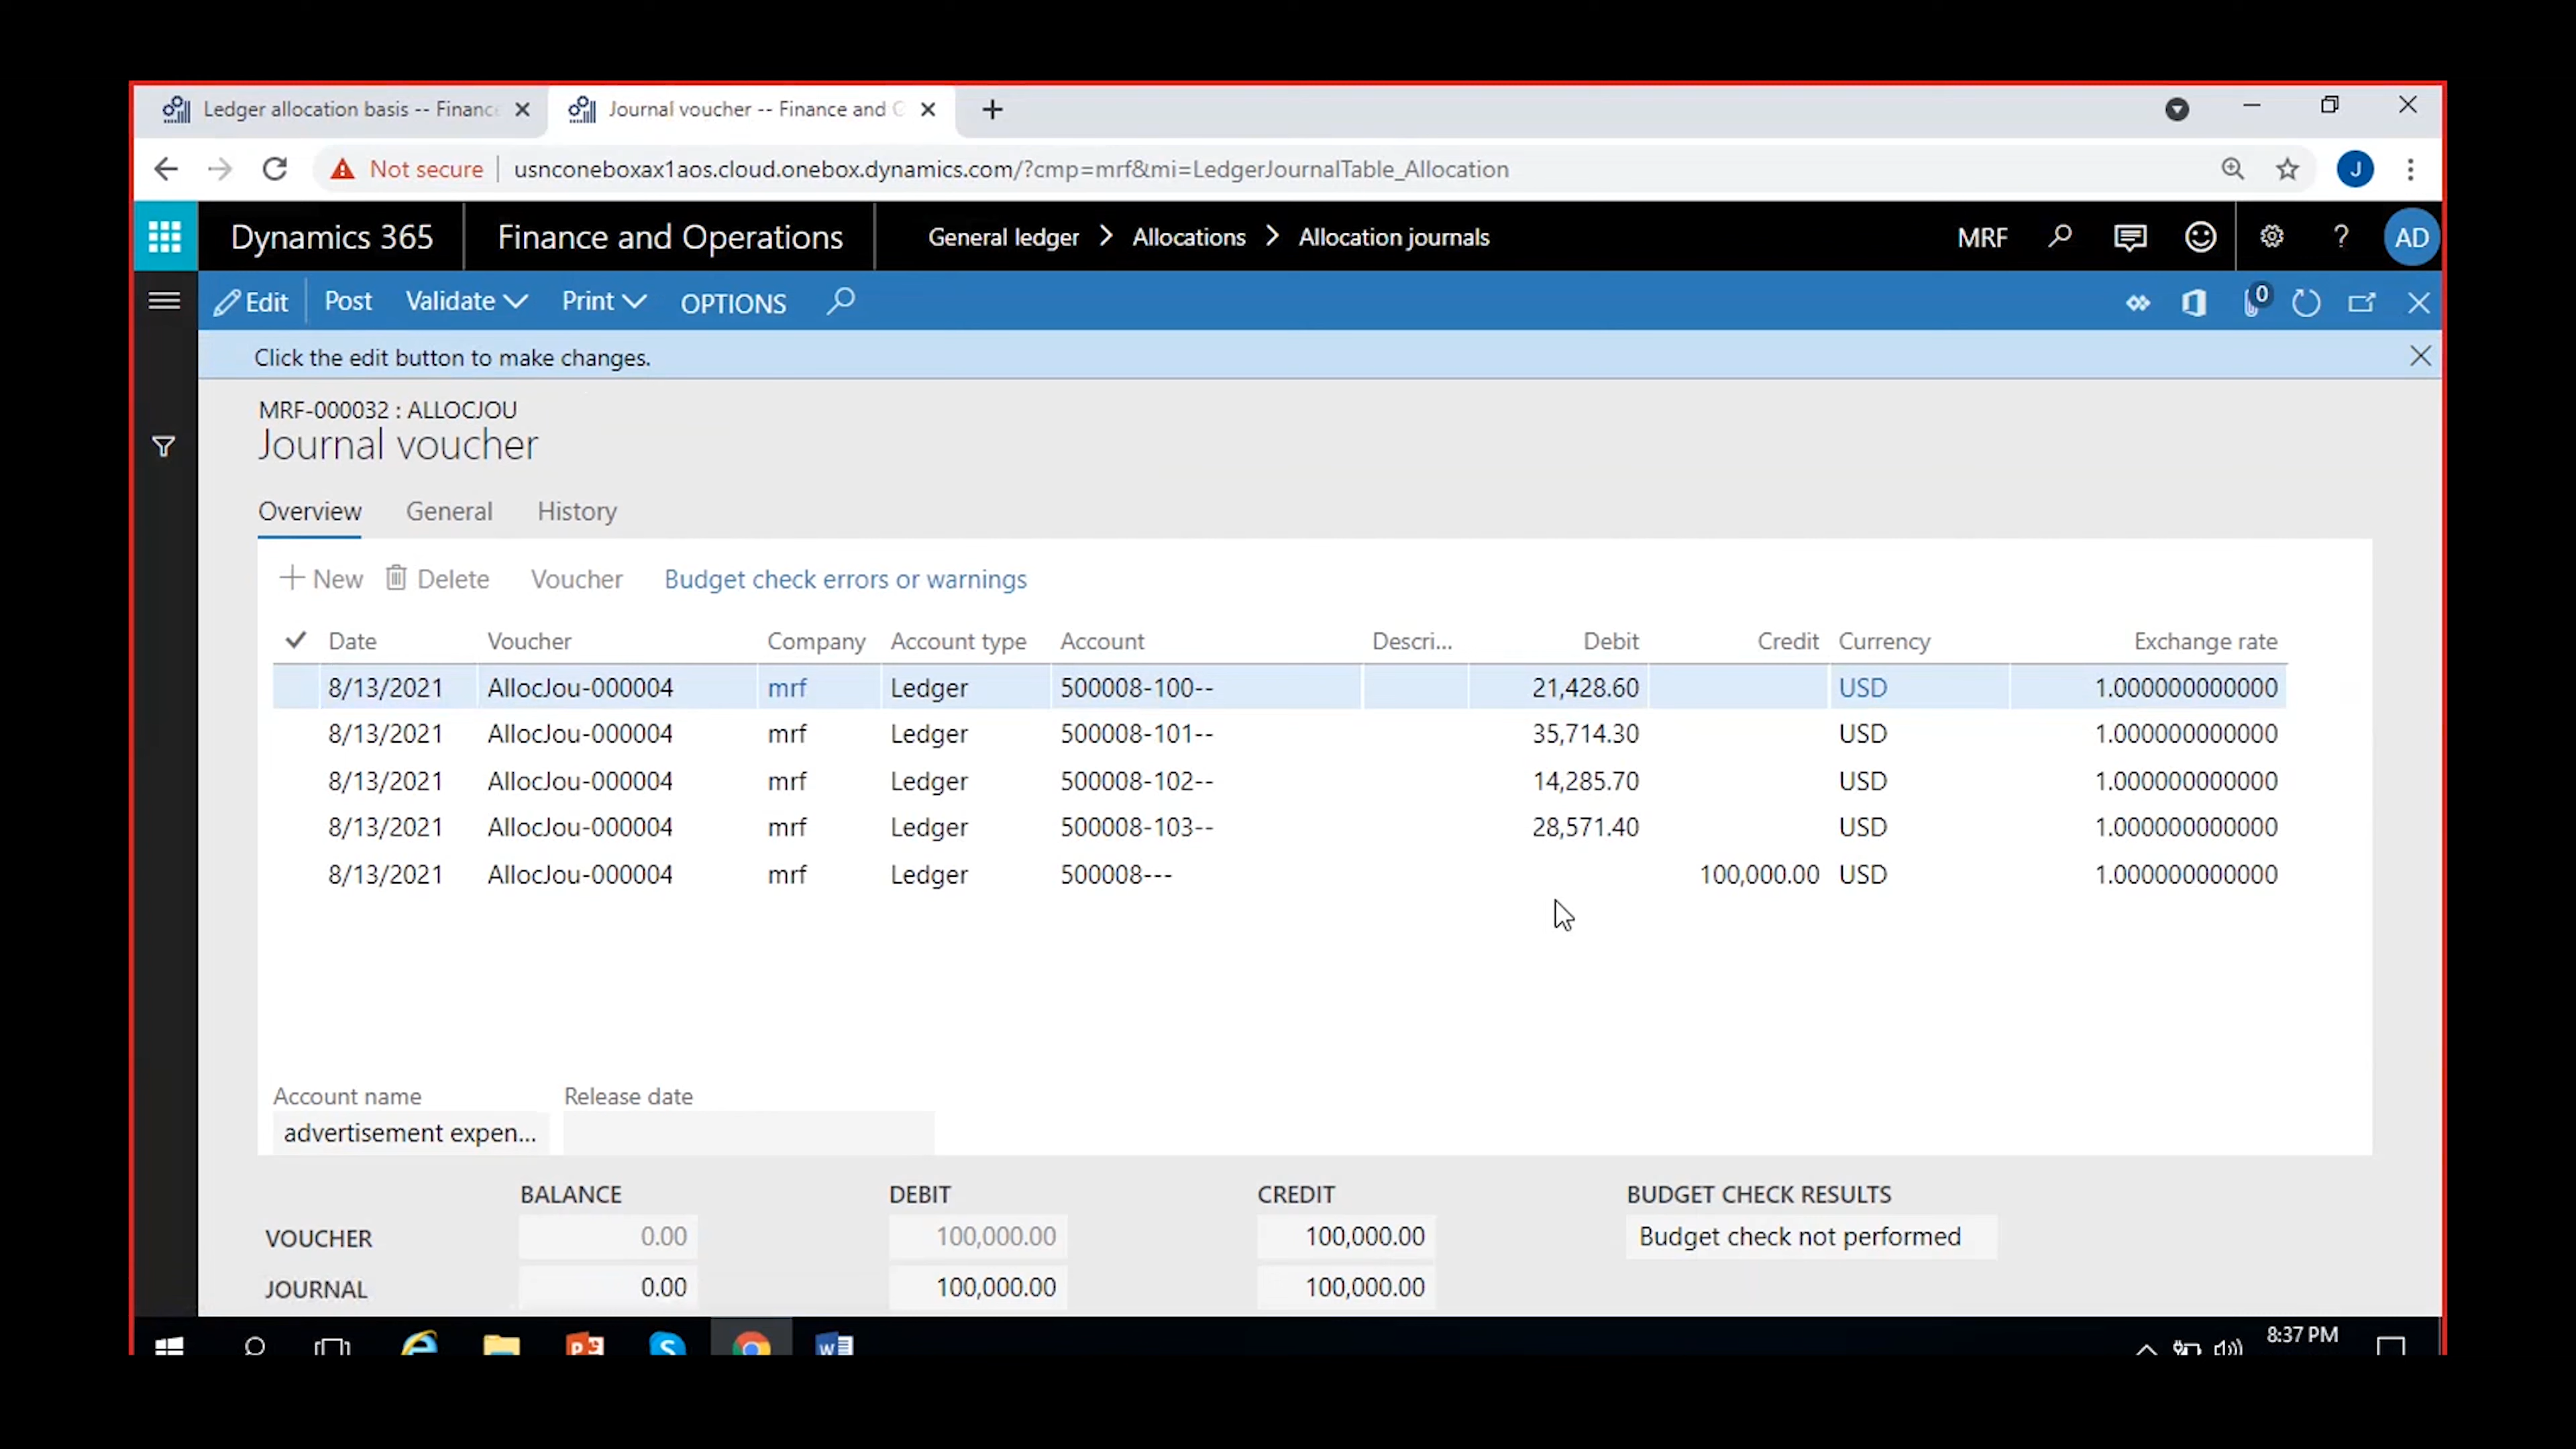 Ledger allocation basis -- Finance
Journal voucher -- Finance and O
Not secure usnconeboxax1aos.cloud.onebox.dynamics.com/?cmp=mrf&mi=LedgerJournalTable_Allocation J
Dynamics 365 Finance and Operations General ledger > Allocations > Allocation journals MRF ? AD
Edit Post Validate Print OPTIONS 0
Click the edit button to make changes.
MRF-000032 : ALLOCJOU
Journal voucher
Overview General History
New Delete Voucher Budget check errors or warnings
Date Voucher Company Account type Account Descri... Debit Credit Currency Exchange rate
8/13/2021 AllocJou-000004 mrf Ledger 500008-100-- 21,428.60 USD 1.000000000000
8/13/2021 AllocJou-000004 mrf Ledger 500008-101-- 35,714.30 USD 1.000000000000
8/13/2021 AllocJou-000004 mrf Ledger 500008-102-- 14,285.70 USD 1.000000000000
8/13/2021 AllocJou-000004 mrf Ledger 500008-103-- 28,571.40 USD 1.000000000000
8/13/2021 AllocJou-000004 mrf Ledger 500008--- 100,000.00 USD 1.000000000000
Account name Release date
advertisement expen...
BALANCE DEBIT CREDIT BUDGET CHECK RESULTS
VOUCHER 0.00 100,000.00 100,000.00 Budget check not performed
JOURNAL 0.00 100,000.00 100,000.00
8:37 PM